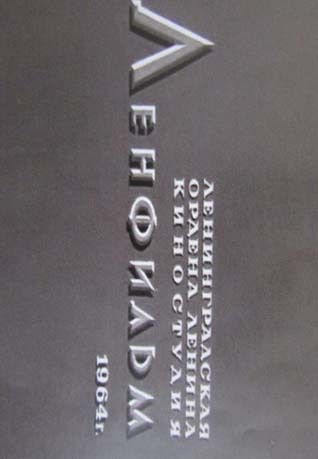 ЛЕНИНГРАДСКАЯ
ОРДЕНА ЛЕНИНА
КИНОСТУДИЯ
ЛЕНФИЛЬМ
1964г.